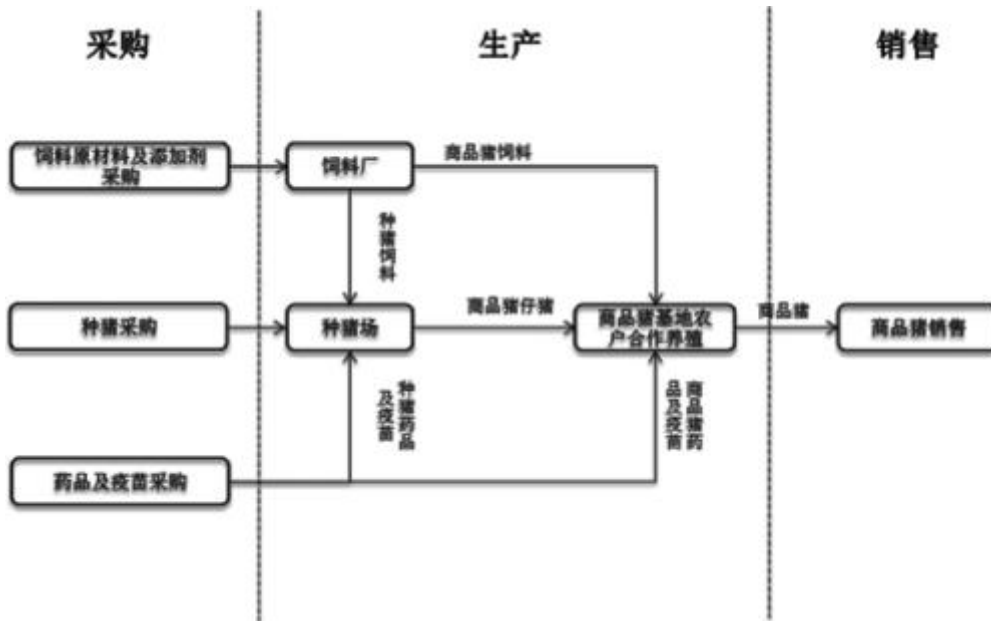 采购
生产
销售
饲料原材料及添加剂
采购
饲料厂
商品猪饲料
种猪饲料
种猪采购
种猪场
商品猪仔猪
商品猪基地农
户合作养殖
商品猪
商品猪销售
种猪药品
及疫苗
商品猪药
品及疫苗
药品及疫苗采购